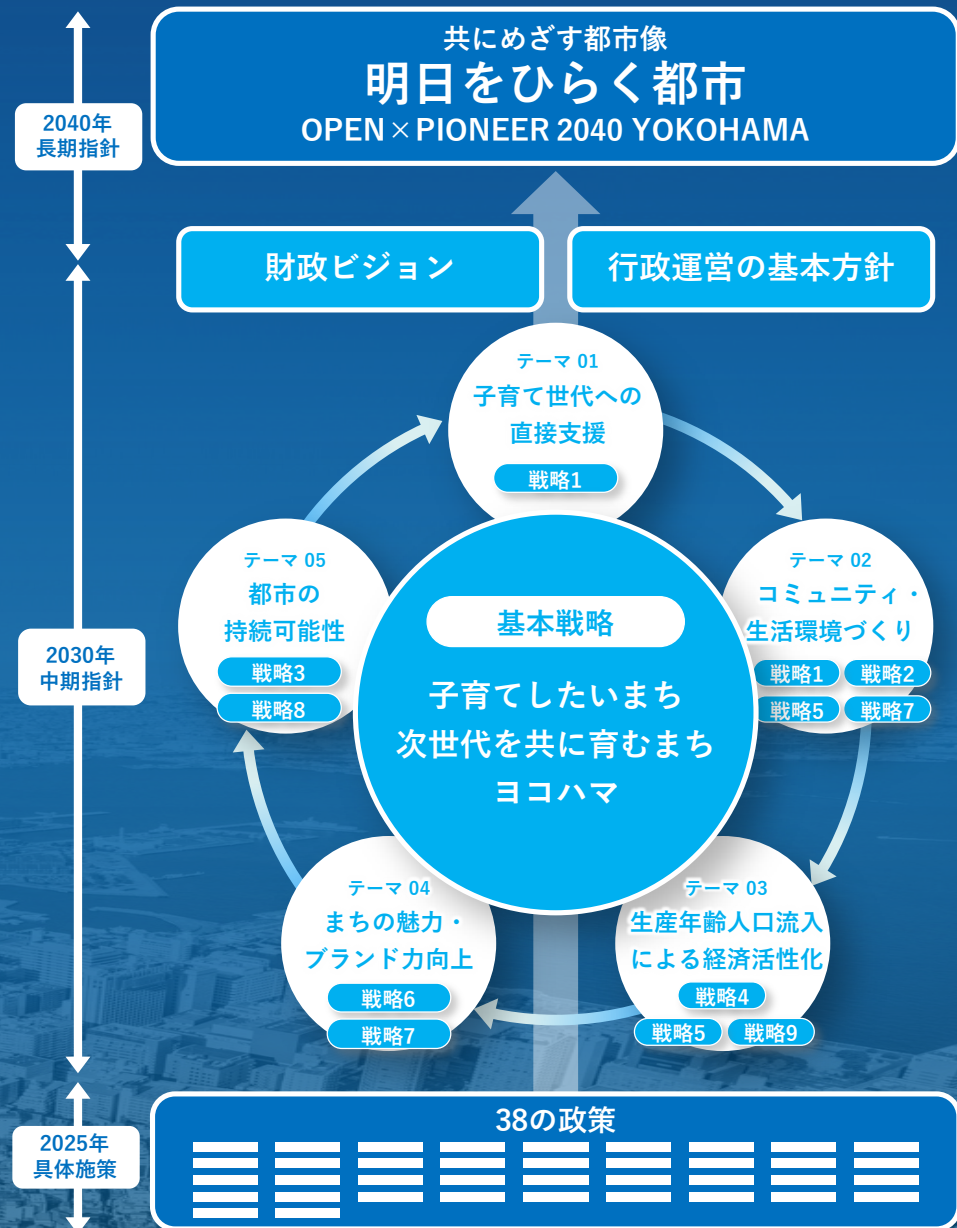 共にめざす都市像
明日をひらく都市
OPEN×PIONEER 2040 YOKOHAMA
2040年
長期指針
財政ビジョン
行政運営の基本方針
テーマ 01
子育て世代への
直接支援
戦略1
テーマ 05
都市の
持続可能性
戦略3
戦略8
テーマ 02
コミュニティ・
生活環境づくり
戦略1 戦略2
戦略5 戦略7
基本戦略
子育てしたいまち
次世代を共に育むまち
ヨコハマ
2030年
中期指針
テーマ 04
まちの魅力・
ブランド力向上
戦略6
戦略7
テーマ 03
生産年齢人口流入
による経済活性化
戦略4
戦略5 戦略9
38の政策
2025年
具体施策